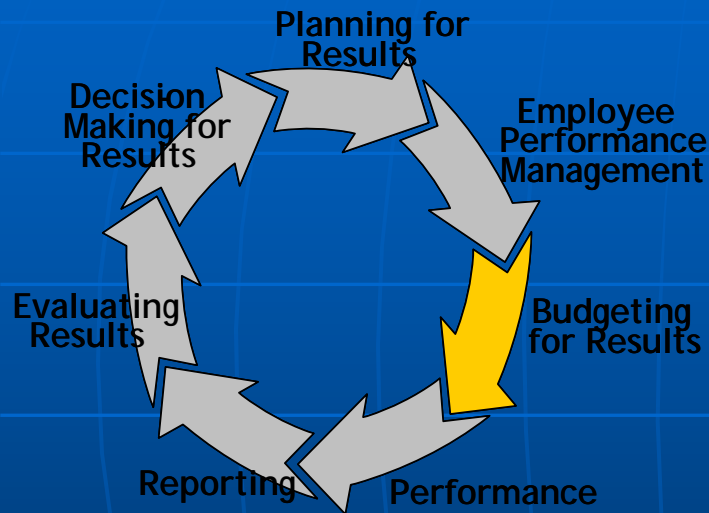 Planning for
Results
Employee
Performance
Management
Budgeting
for Results
Performance
Reporting
Evaluating
Results
Decision
Making for
Results